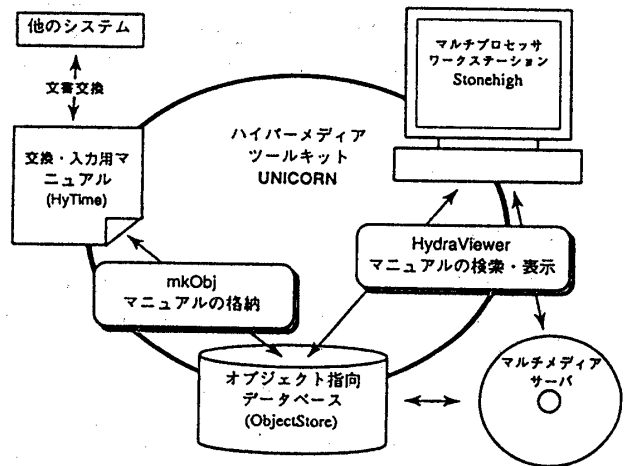 他のシステム
文書交換
交換・入力用マ
ニュアル
(HyTime)
マルチプロセッサ
ワークステーション
Stonehigh
ハイパーメディア
ツールキット
UNICORN
HydraViewer
マニュアルの検索・表示
mkObj
マニュアルの格納
オブジェクト指向
データベース
(ObjectStore)
マルチメディア
サーバ